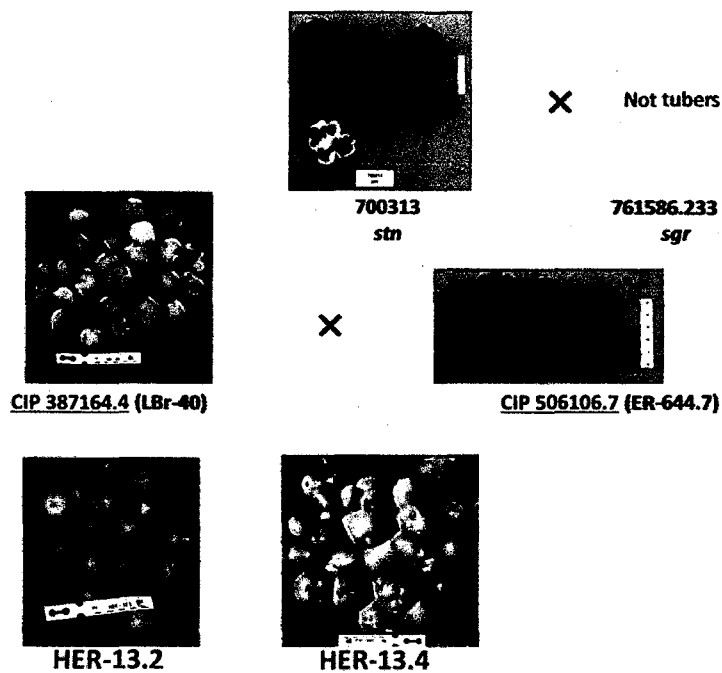 × Not tubers
700313 761586.233
stn sgr
×
CIP 387164.4 (LBr-40) CIP 506106.7 (ER-644.7)
HER-13.2 HER-13.4